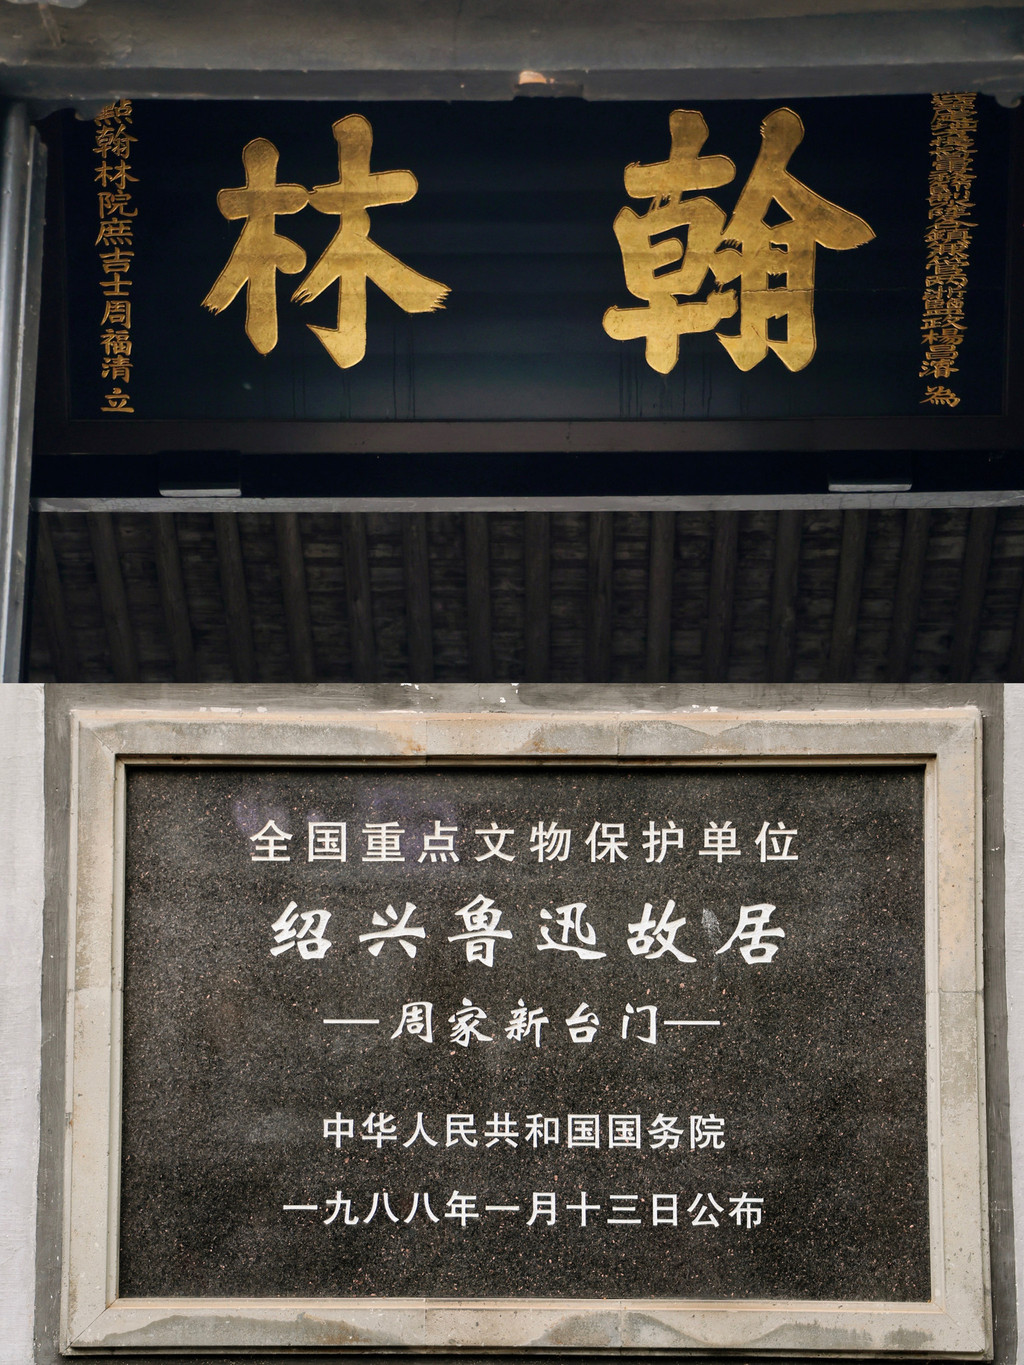 翰林
翰林院庶吉士周福清立
全国重点文物保护单位
绍兴鲁迅故居
—周家新台门—
中华人民共和国国务院
一九八八年一月十三日公布